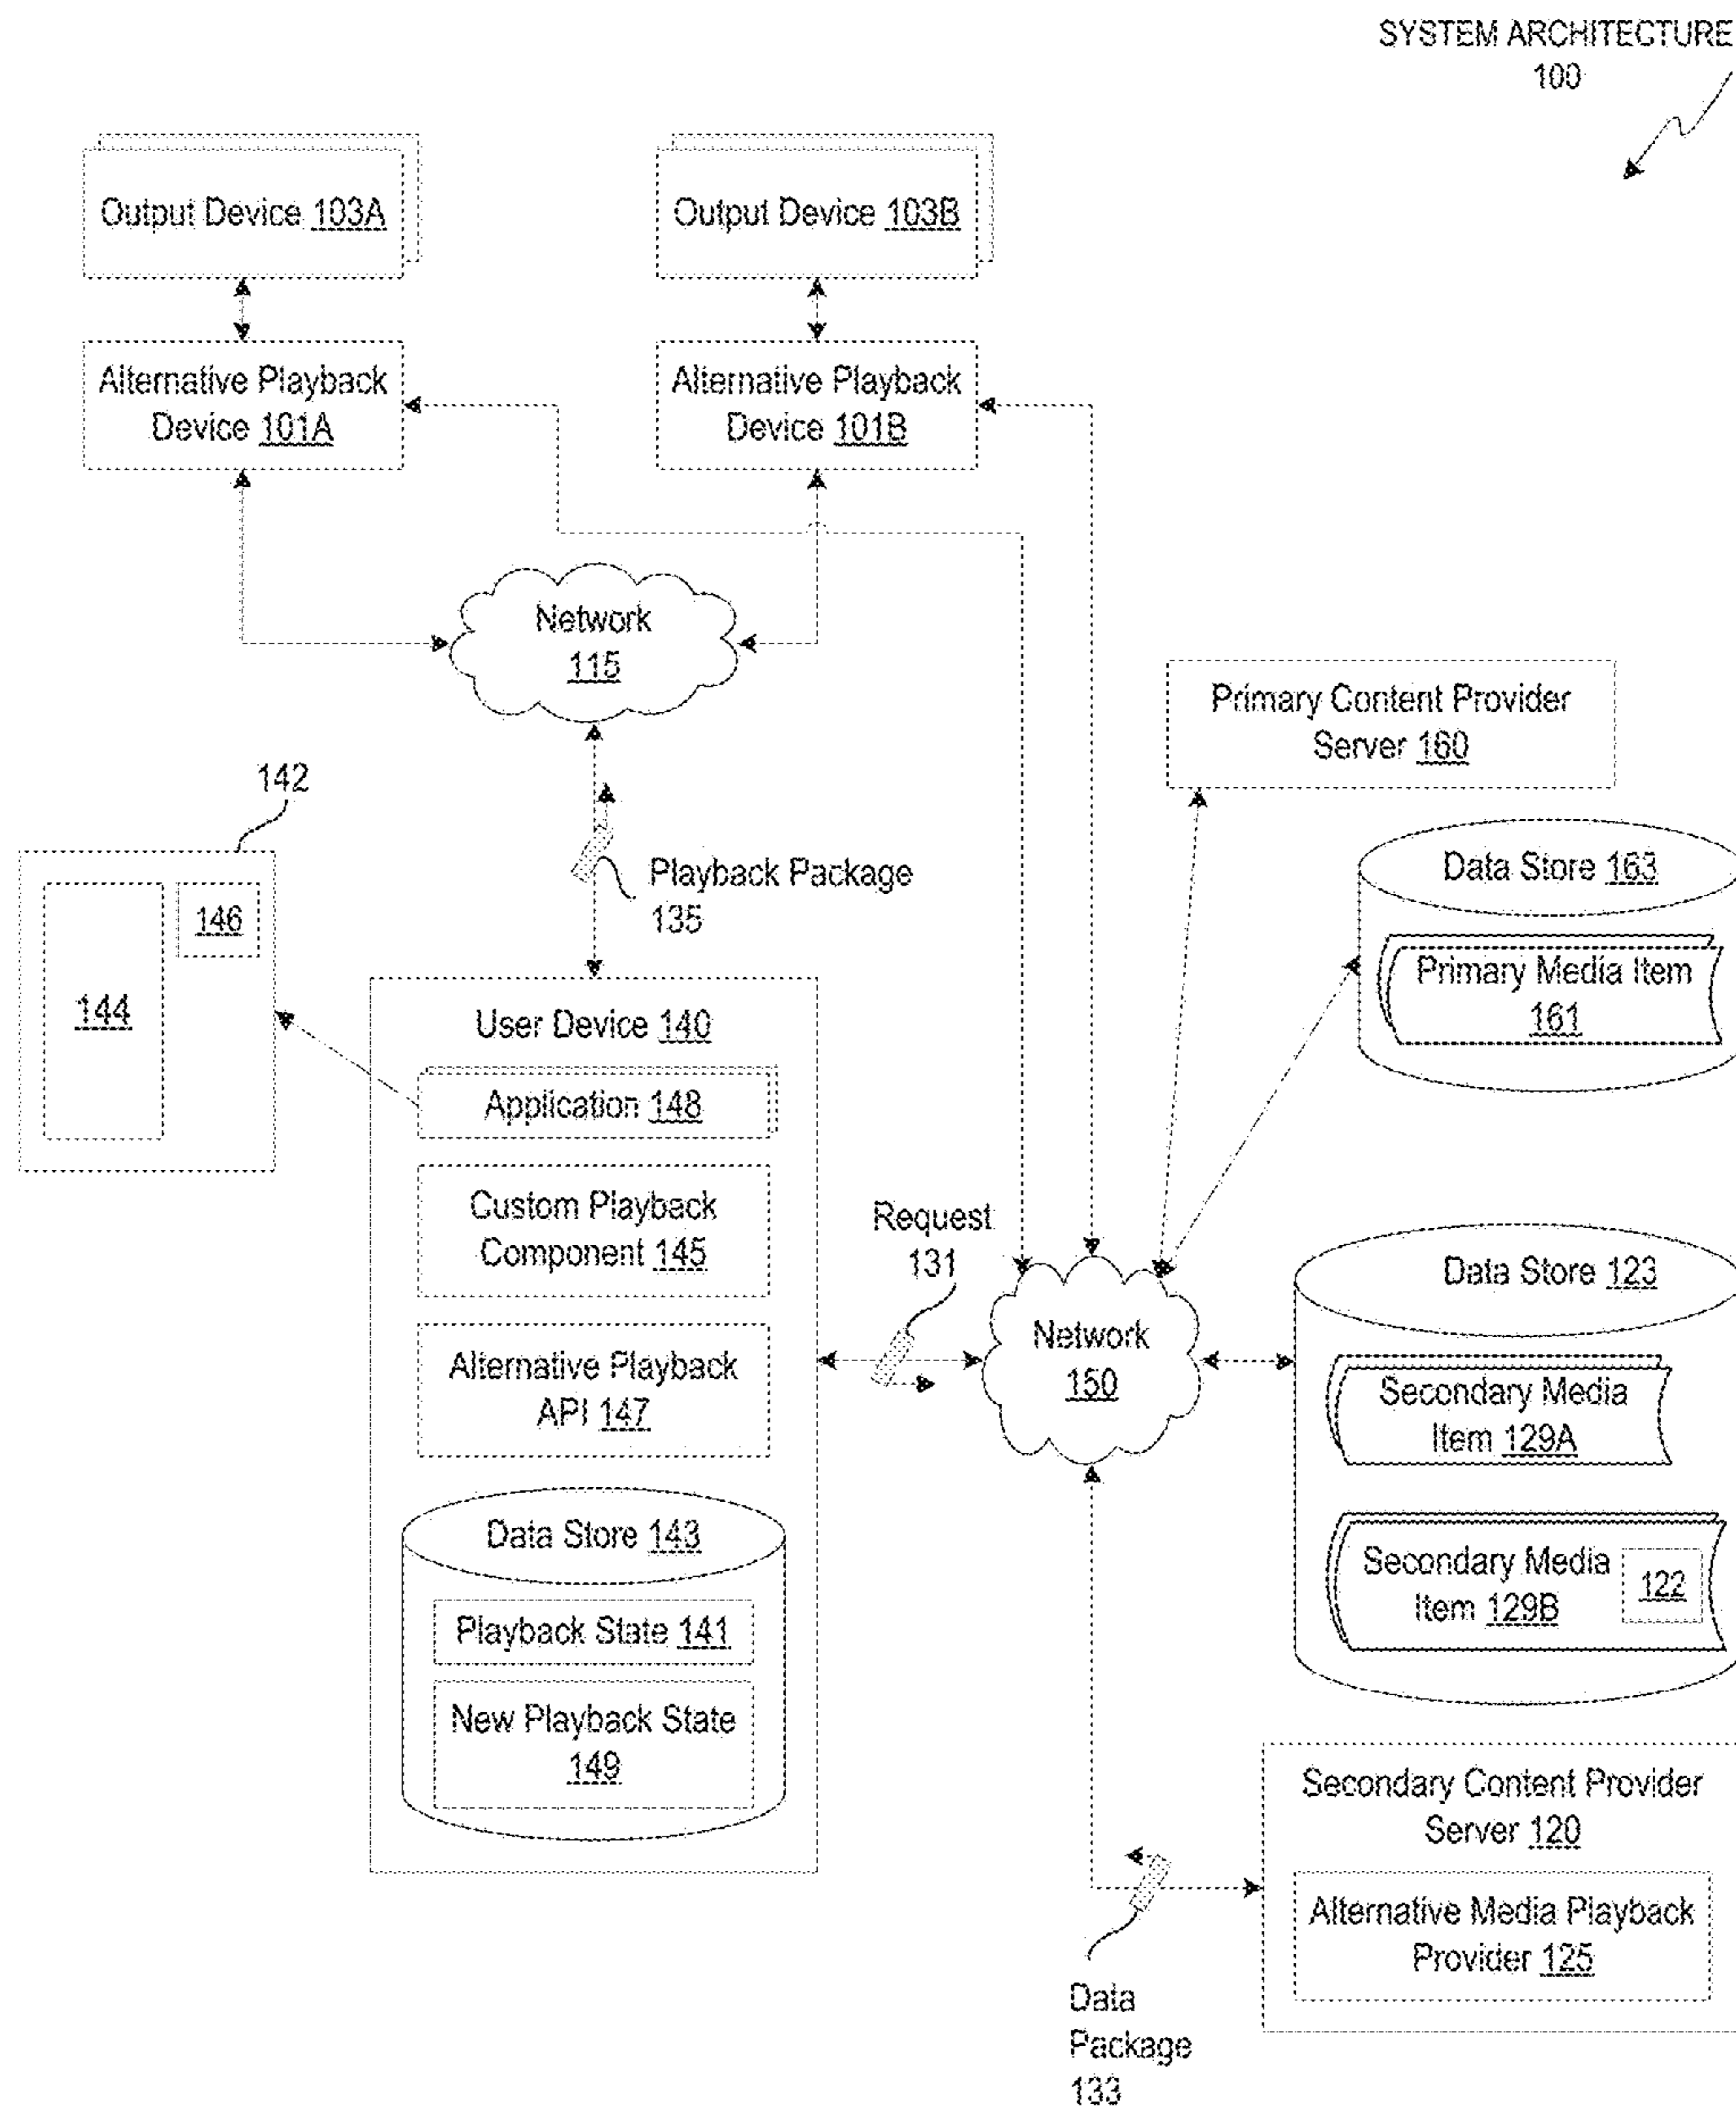 SYSTEM ARCHITECTURE
100
Output Device 103A
Output Device 103B
Alternative Playback
Device 101A
Alternative Playback
Device 101B
Network
115
Primary Content Provider
Server 160
142
144
146
Playback Package
135
Data Store 163
Primary Media Item
161
User Device 140
Application 148
Custom Playback
Component 145
Alternative Playback
API 147
Data Store 143
Playback State 141
New Playback State
149
Request
131
Network
150
Data Store 123
Secondary Media
Item 129A
Secondary Media
Item 129B
122
Secondary Content Provider
Server 120
Alternative Media Playback
Provider 125
Data
Package
133